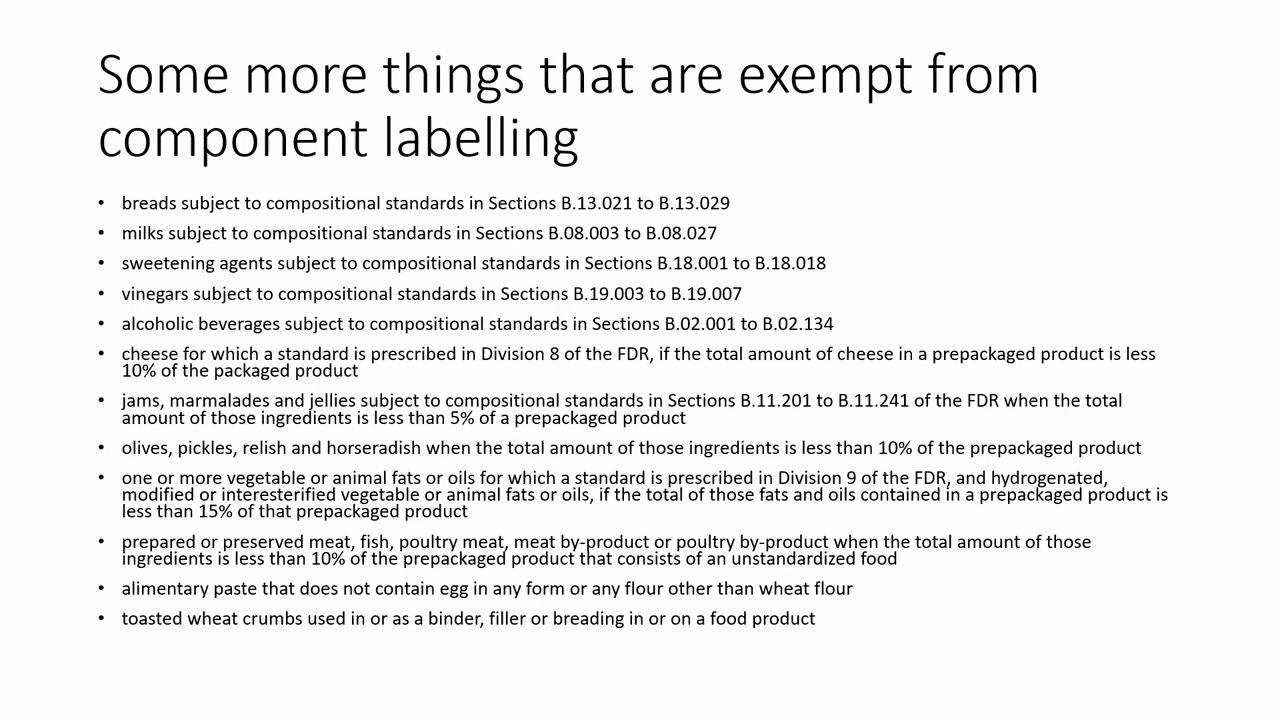 Some more things that are exempt from
component labelling
• breads subject to compositional standards in Sections B.13.021 to B.13.029
• milks subject to compositional standards in Sections B.08.003 to B.08.027
• sweetening agents subject to compositional standards in Sections B.18.001 to B.18.018
• vinegars subject to compositional standards in Sections B.19.003 to B.19.007
• alcoholic beverages subject to compositional standards in Sections B.02.001 to B.02.134
• cheese for which a standard is prescribed in Division 8 of the FDR, if the total amount of cheese in a prepackaged product is less
10% of the packaged product
• jams, marmalades and jellies subject to compositional standards in Sections B.11.201 to B.11.241 of the FDR when the total
amount of those ingredients is less than 5% of a prepackaged product
• olives, pickles, relish and horseradish when the total amount of those ingredients is less than 10% of the prepackaged product
• one or more vegetable or animal fats or oils for which a standard is prescribed in Division 9 of the FDR, and hydrogenated,
modified or interesterified vegetable or animal fats or oils, if the total of those fats and oils contained in a prepackaged product is
less than 15% of that prepackaged product
• prepared or preserved meat, fish, poultry meat, meat by-product or poultry by-product when the total amount of those
ingredients is less than 10% of the prepackaged product that consists of an unstandardized food
• alimentary paste that does not contain egg in any form or any flour other than wheat flour
• toasted wheat crumbs used in or as a binder, filler or breading in or on a food product